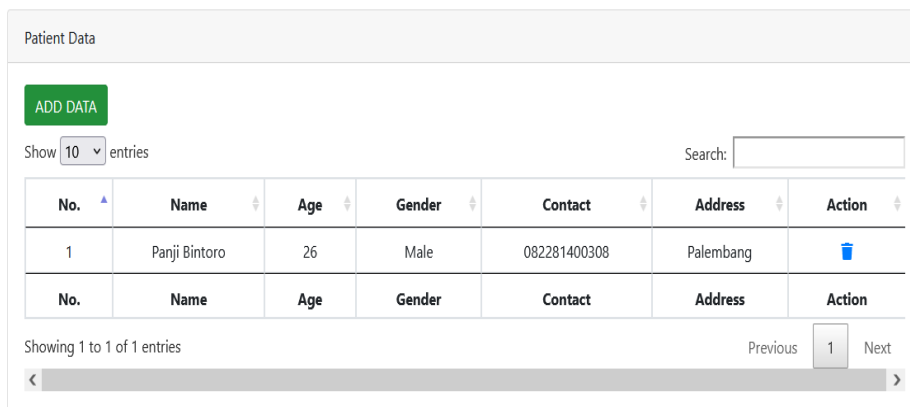 Patient Data
ADD DATA
Show 10 entries
Search:
No. Name Age Gender Contact Address Action
1 Panji Bintoro 26 Male 082281400308 Palembang
No. Name Age Gender Contact Address Action
Showing 1 to 1 of 1 entries
Previous 1 Next